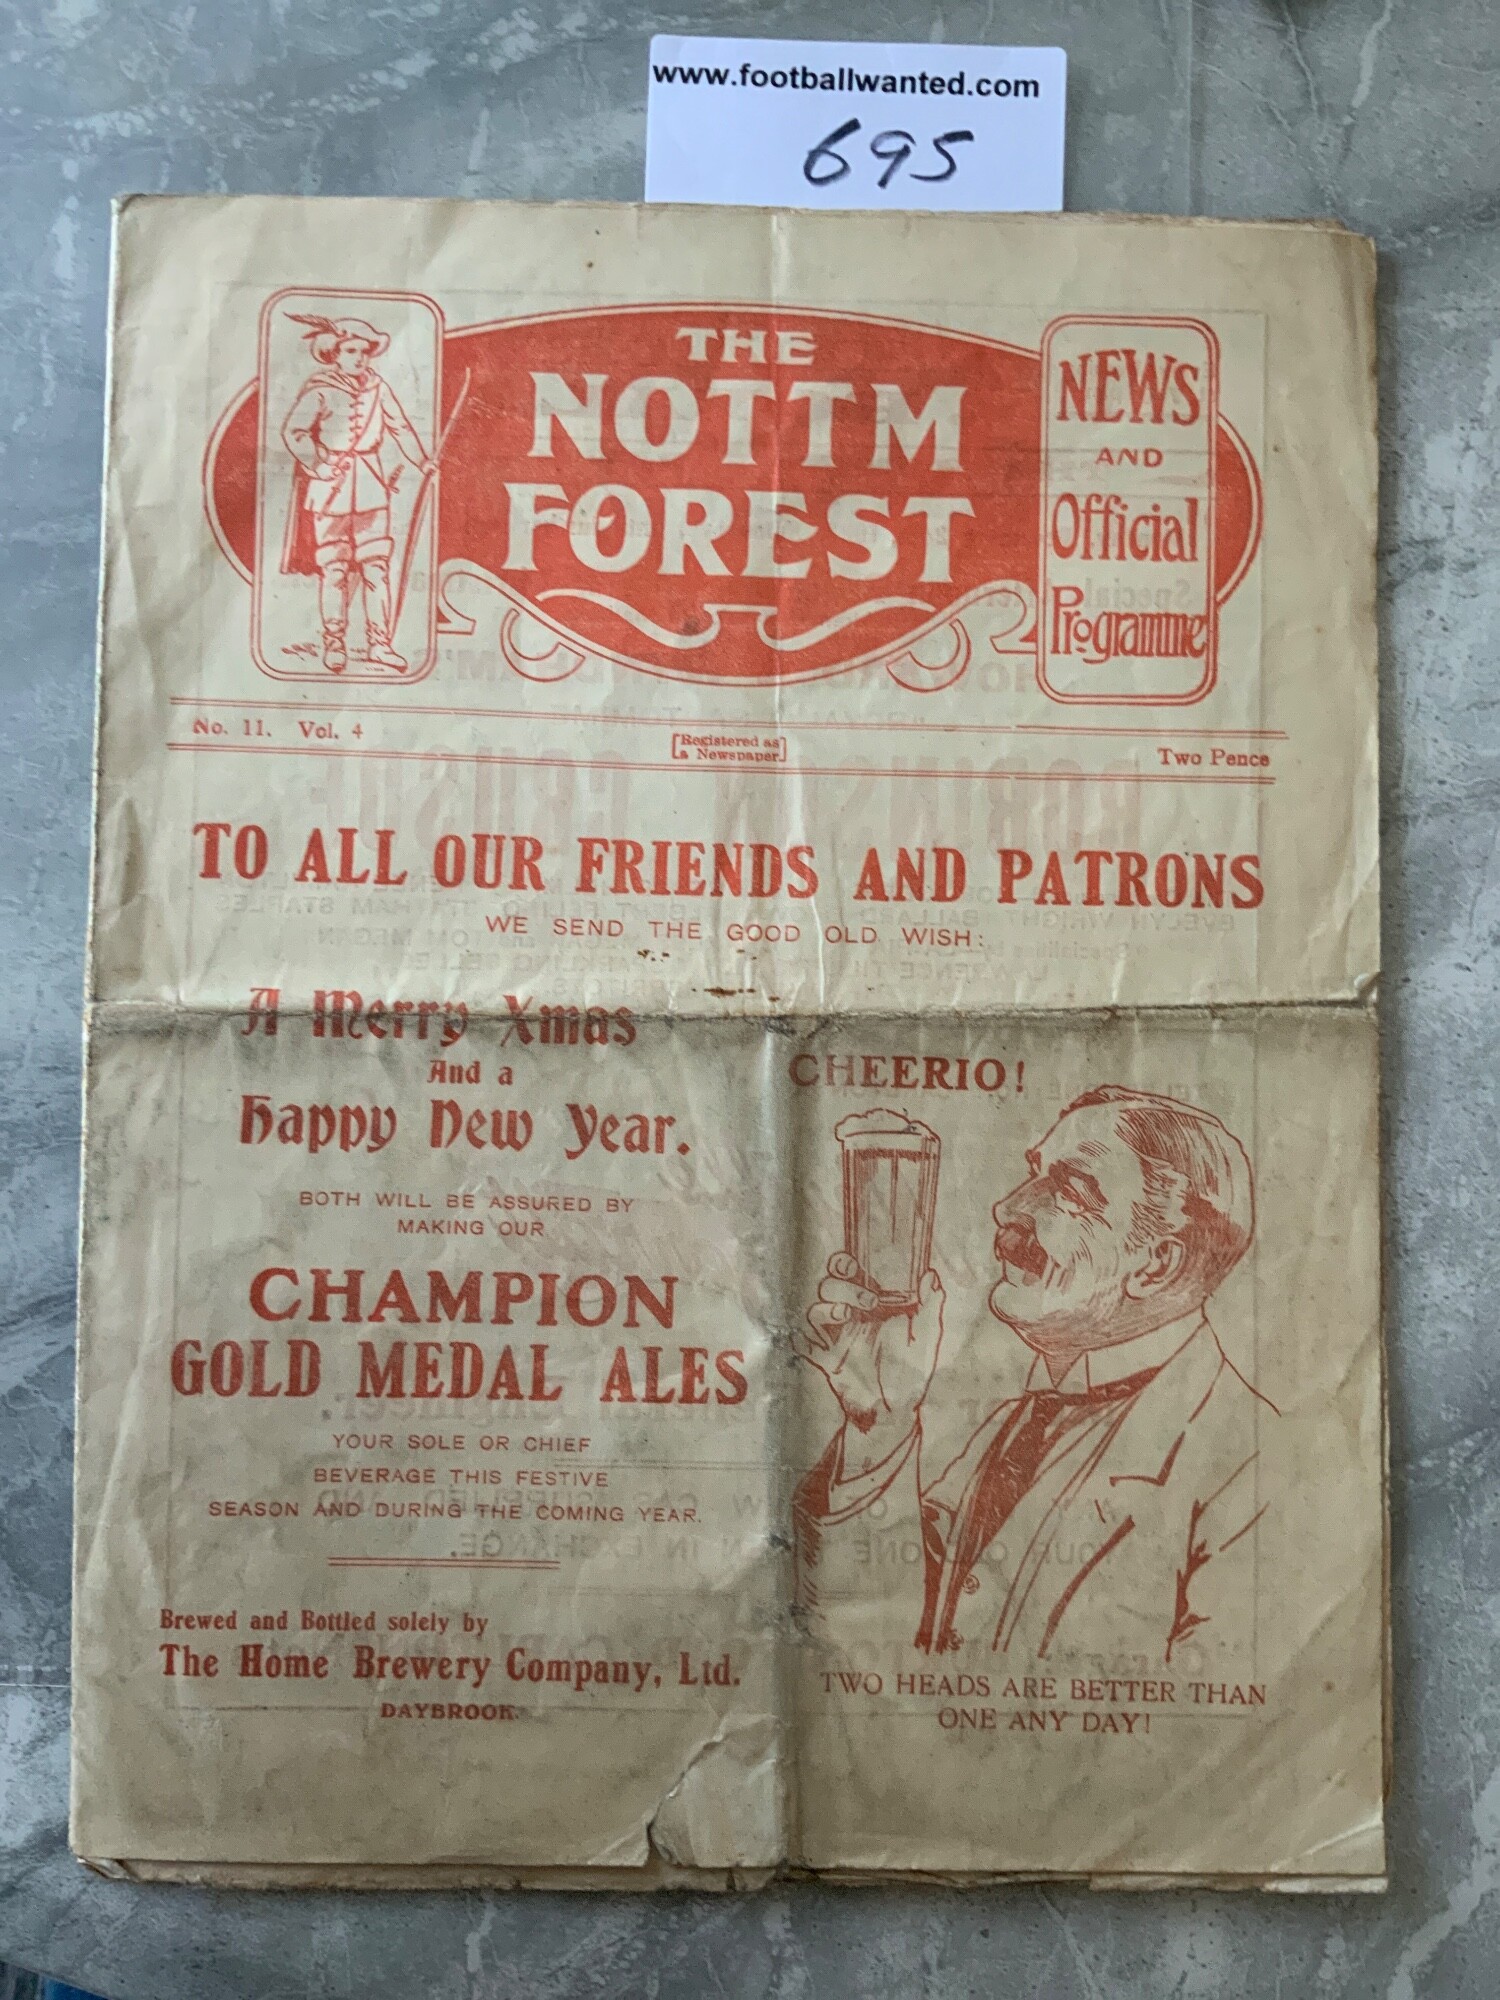 www.footballwanted.com
695
THE
NOTTM
FOREST
NEWS
AND
Official
Programme
No. 11. Vol. 4
[Registered as
a Newspaper.]
Two Pence
TO ALL OUR FRIENDS AND PATRONS
WE SEND THE GOOD OLD WISH:
A Merry Xmas
And a
Happy New Year.
BOTH WILL BE ASSURED BY
MAKING OUR
CHAMPION
GOLD MEDAL ALES
YOUR SOLE OR CHIEF
BEVERAGE THIS FESTIVE
SEASON AND DURING THE COMING YEAR.
Brewed and Bottled solely by
The Home Brewery Company, Ltd.
DAYBROOK.
CHEERIO!
TWO HEADS ARE BETTER THAN
ONE ANY DAY!